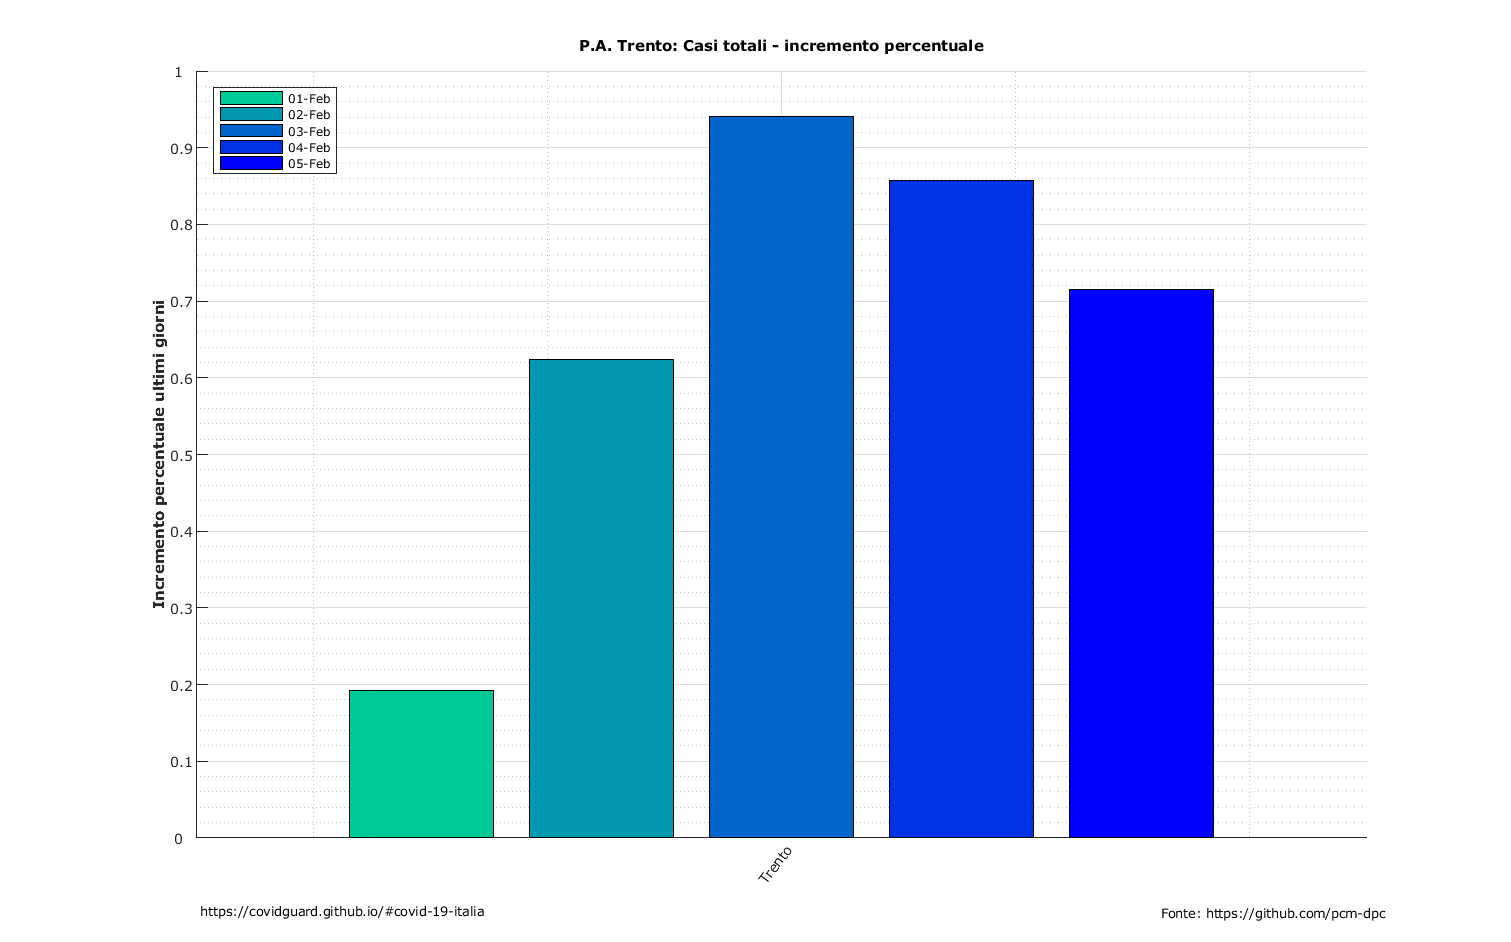 P.A. Trento: Casi totali - incremento percentuale
01-Feb
02-Feb
03-Feb
04-Feb
05-Feb
Incremento percentuale ultimi giorni
1
0.9
0.8
0.7
0.6
0.5
0.4
0.3
0.2
0.1
0
Trento
https://covidguard.github.io/#covid-19-italia
Fonte: https://github.com/pcm-dpc